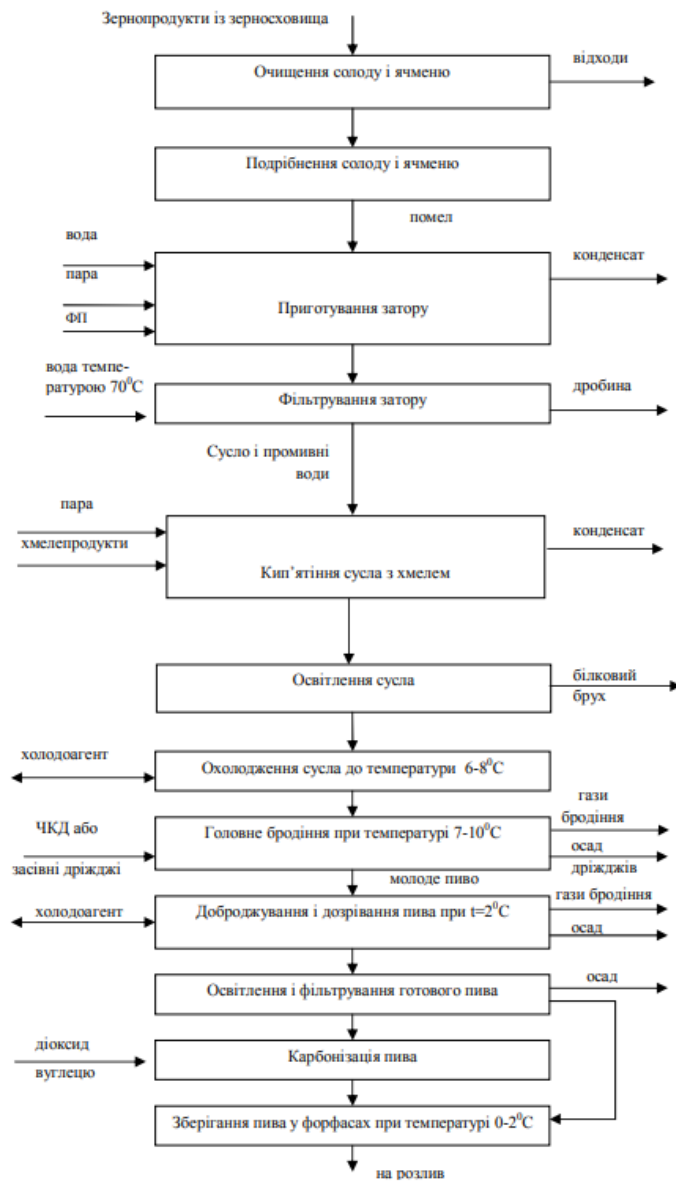 Зернопродукти із зерносховища
Очищення солоду і ячменю
відходи
Подрібнення солоду і ячменю
помел
вода
пара
ФП
Приготування затору
конденсат
вода темпе-
ратурою 70⁰С
Фільтрування затору
дробина
Сусло і промивні
води
пара
хмелепродукти
Кип’ятіння сусла з хмелем
конденсат
Освітлення сусла
білковий
брух
холодоагент
Охолодження сусла до температури 6-8⁰С
ЧКД або
засівні дріжджі
Головне бродіння при температурі 7-10⁰С
гази
бродіння
осад
дріжджів
молоде пиво
холодоагент
Доброджування і дозрівання пива при t=2⁰С
гази бродіння
осад
Освітлення і фільтрування готового пива
осад
діоксид
вуглецю
Карбонізація пива
Зберігання пива у форфасах при температурі 0-2⁰С
на розлив